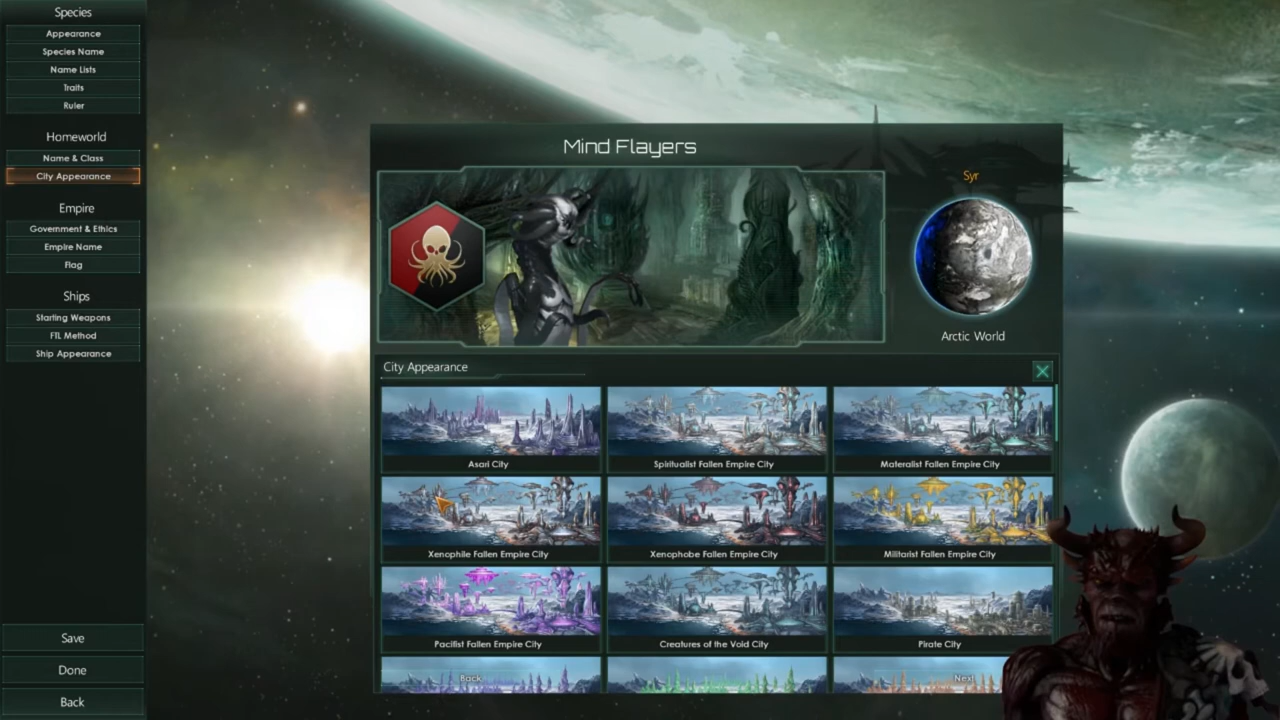 Species
Appearance
Species Name
Name Lists
Traits
Ruler
Homeworld
Name & Class
City Appearance
Empire
Government & Ethics
Empire Name
Flag
Ships
Starting Weapons
FTL Method
Ship Appearance
Save
Done
Back
Mind Flayers
Syr
Arctic World
City Appearance
Asari City
Spiritualist Fallen Empire City
Materalist Fallen Empire City
Xenophile Fallen Empire City
Xenophobe Fallen Empire City
Militarist Fallen Empire City
Pacifist Fallen Empire City
Creatures of the Void City
Pirate City
Back
Next